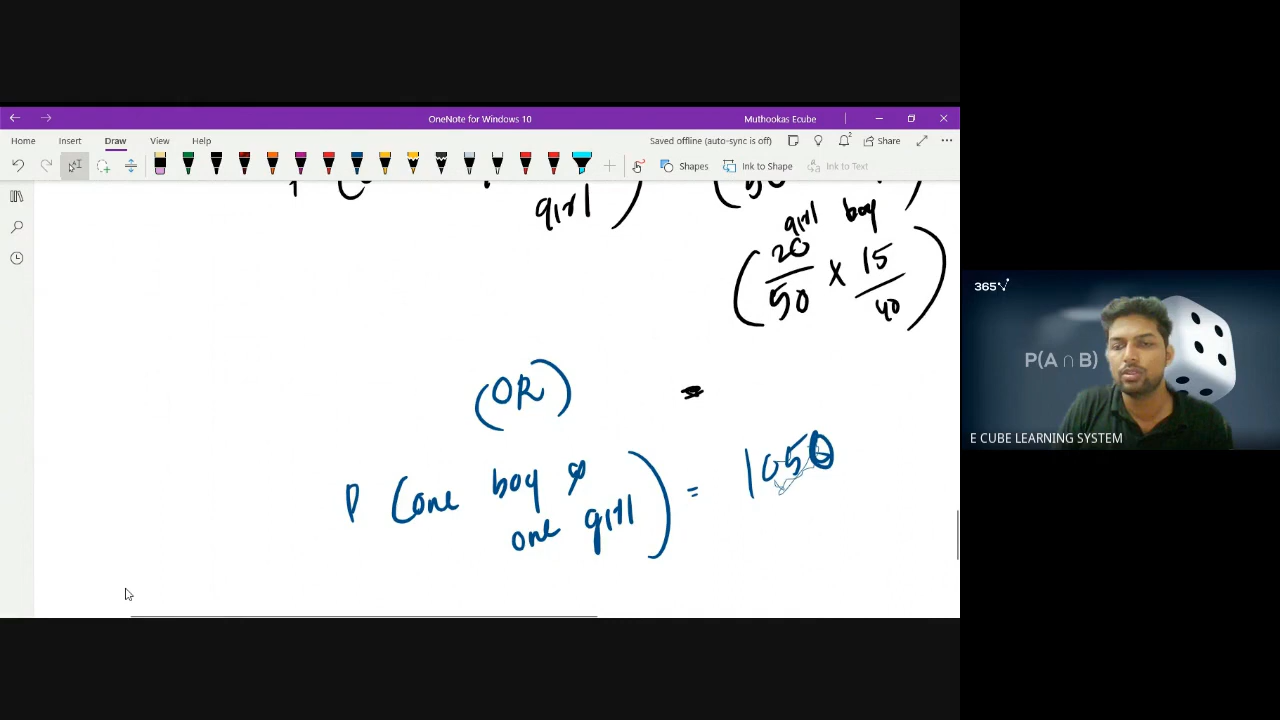 OneNote for Windows 10
Muthookas Ecube
Home Insert Draw View Help
Saved offline (auto-sync is off)
Share
Shapes
Ink to Shape
Ink to Text
girl )
girl boy
( 20/50 X 15/40 )
(OR)
P (one boy &
one girl) = 1050
365
P(A ∩ B)
E CUBE LEARNING SYSTEM